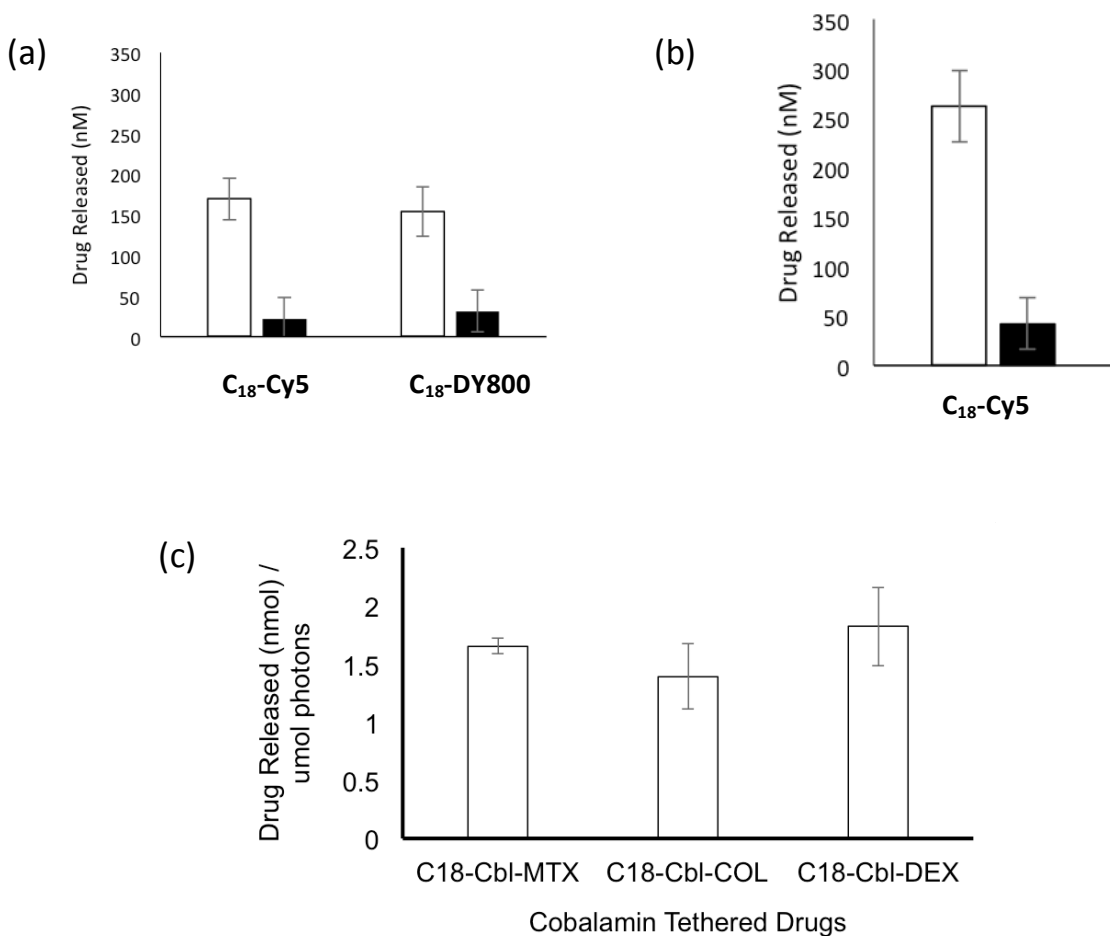 (a)
Drug Released (nM)
350
300
250
200
150
100
50
0
C₁₈-Cy5 C₁₈-DY800
(b)
Drug Released (nM)
350
300
250
200
150
100
50
0
C₁₈-Cy5
(c)
Drug Released (nmol) /
umol photons
2.5
2
1.5
1
0.5
0
C18-Cbl-MTX C18-Cbl-COL C18-Cbl-DEX
Cobalamin Tethered Drugs